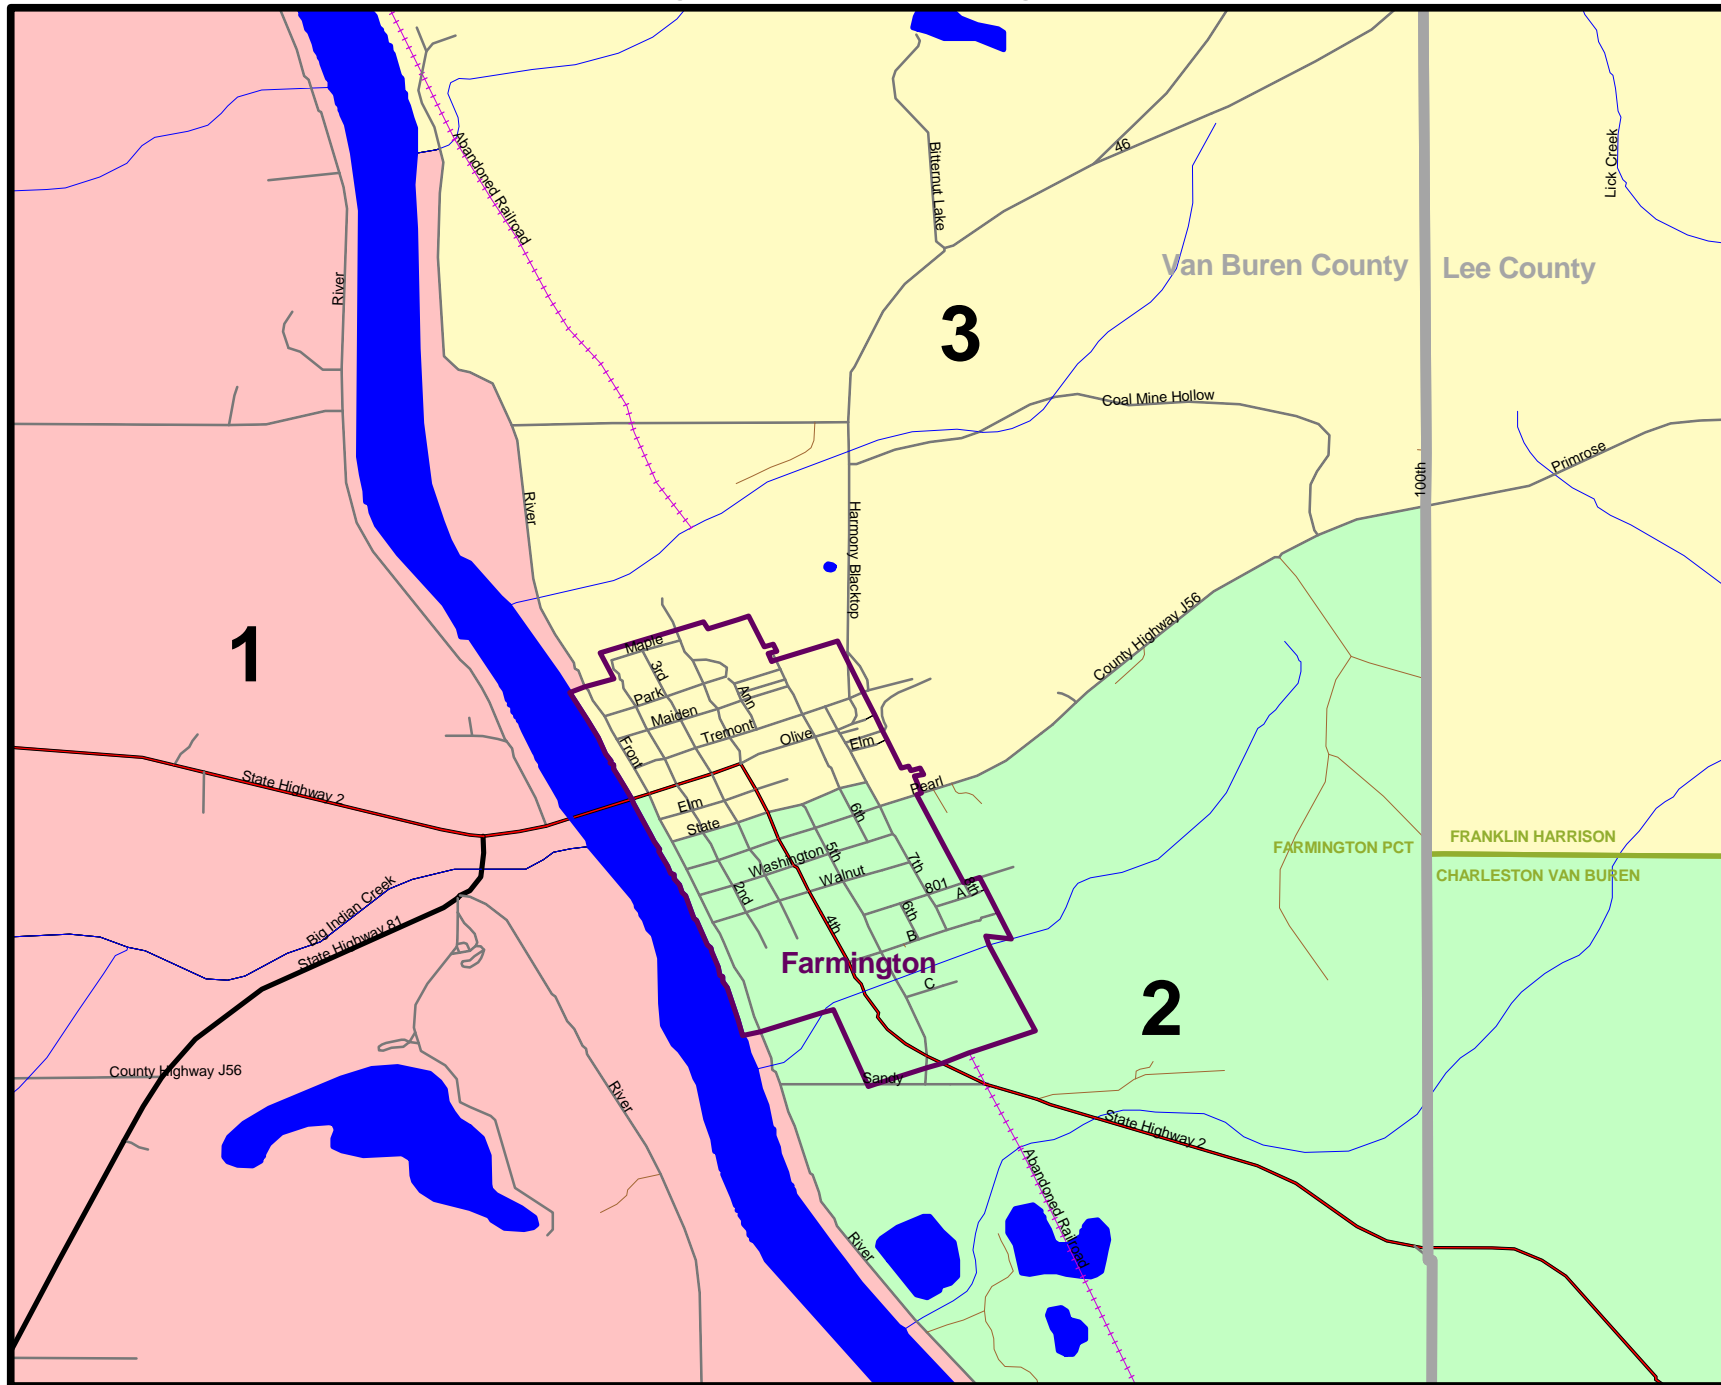 Abandoned Railroad
Bitternut Lake
46
Lick Creek
Van Buren County
Lee County
River
3
Coal Mine Hollow
Primrose
100th
River
Harmony Blacktop
County Highway J56
1
Maple
3rd
Park
Ann
Maiden
Tremont
Olive
Elm
Front
State Highway 2
Pearl
Elm
State
6th
FRANKLIN HARRISON
FARMINGTON PCT
CHARLESTON VAN BUREN
Washington
5th
7th
Walnut
801
8th
A
2nd
6th
4th
B
Big Indian Creek
State Highway 81
Farmington
C
2
County Highway J56
Sandy
River
State Highway 2
Abandoned Railroad
River